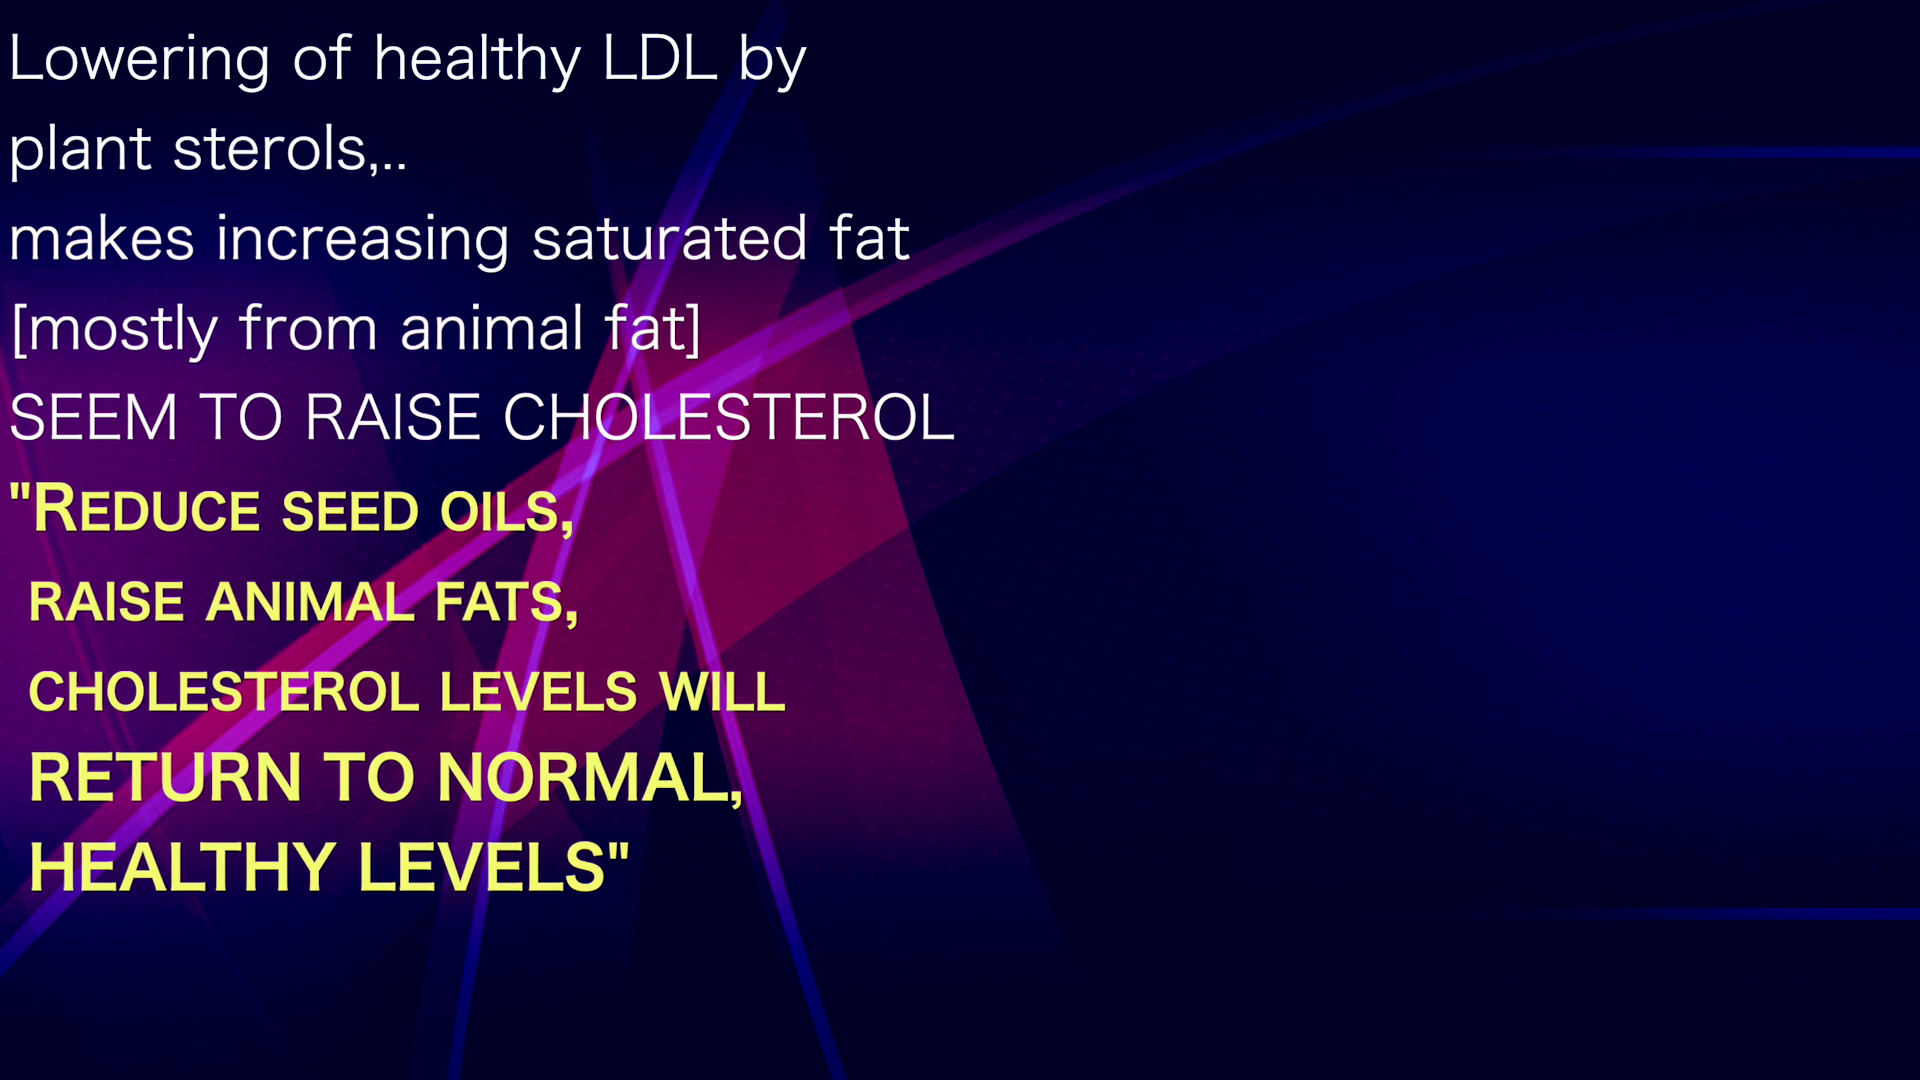 Lowering of healthy LDL by
plant sterols,..
makes increasing saturated fat
[mostly from animal fat]
SEEM TO RAISE CHOLESTEROL
"REDUCE SEED OILS,
RAISE ANIMAL FATS,
CHOLESTEROL LEVELS WILL
RETURN TO NORMAL,
HEALTHY LEVELS"